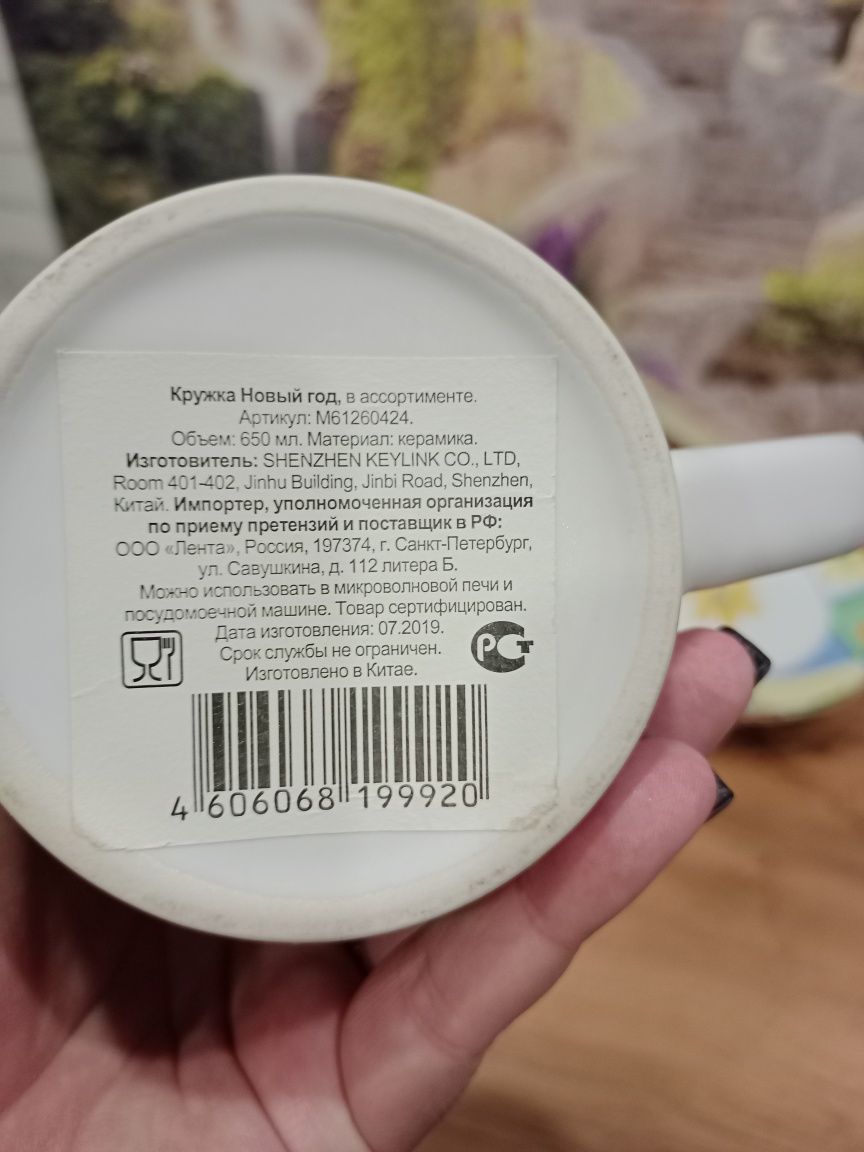 Кружка Новый год, в ассортименте.
Артикул: М61260424.
Объем: 650 мл. Материал: керамика.
Изготовитель: SHENZHEN KEYLINK CO., LTD,
Room 401-402, Jinhu Building, Jinbi Road, Shenzhen,
Китай. Импортер, уполномоченная организация
по приему претензий и поставщик в РФ:
ООО «Лента», Россия, 197374, г. Санкт-Петербург,
ул. Савушкина, д. 112 литера Б.
Можно использовать в микроволновой печи и
посудомоечной машине. Товар сертифицирован.
Дата изготовления: 07.2019.
Срок службы не ограничен.
Изготовлено в Китае.
РСТ
4 606068 199920